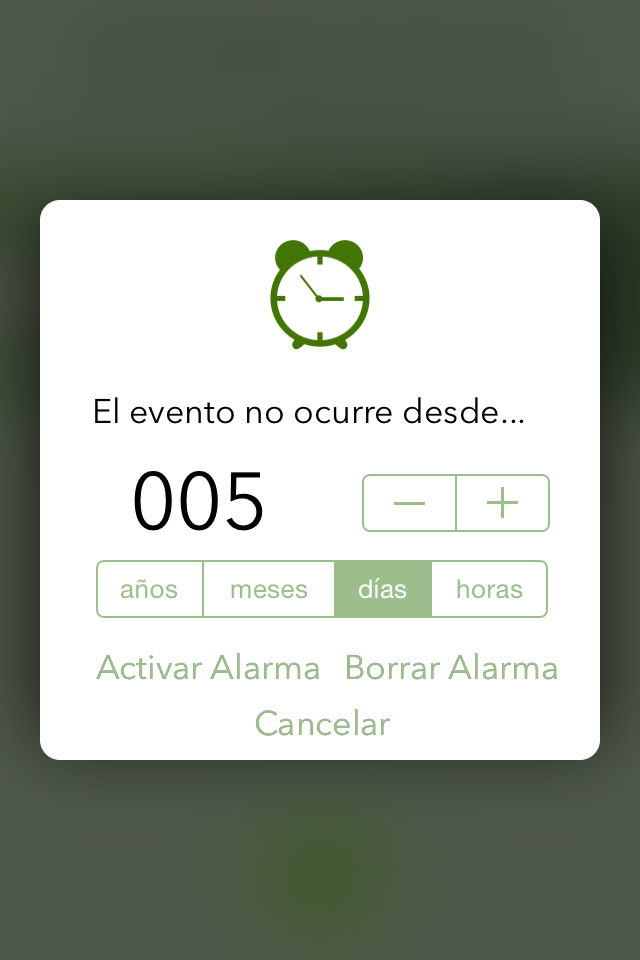 El evento no ocurre desde...
005
años meses días horas
Activar Alarma Borrar Alarma
Cancelar